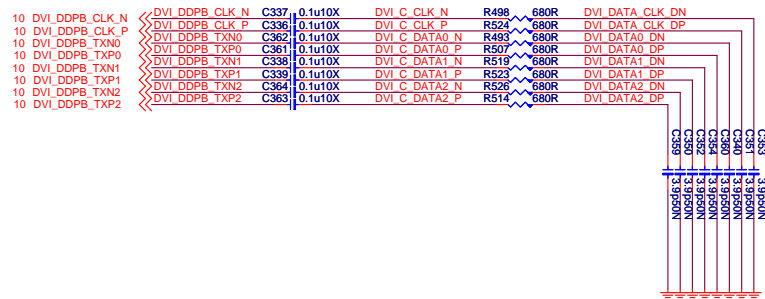 10 DVI_DDPB_CLK_N DVI_DDPB_CLK_N C337 0.1u10X DVI_C_CLK_N R498 680R DVI_DATA_CLK_DN
10 DVI_DDPB_CLK_P DVI_DDPB_CLK_P C336 0.1u10X DVI_C_CLK_P R524 680R DVI_DATA_CLK_DP
10 DVI_DDPB_TXN0 DVI_DDPB_TXN0 C362 0.1u10X DVI_C_DATA0_N R493 680R DVI_DATA0_DN
10 DVI_DDPB_TXP0 DVI_DDPB_TXP0 C361 0.1u10X DVI_C_DATA0_P R507 680R DVI_DATA0_DP
10 DVI_DDPB_TXN1 DVI_DDPB_TXN1 C338 0.1u10X DVI_C_DATA1_N R519 680R DVI_DATA1_DN
10 DVI_DDPB_TXP1 DVI_DDPB_TXP1 C339 0.1u10X DVI_C_DATA1_P R523 680R DVI_DATA1_DP
10 DVI_DDPB_TXN2 DVI_DDPB_TXN2 C364 0.1u10X DVI_C_DATA2_N R526 680R DVI_DATA2_DN
10 DVI_DDPB_TXP2 DVI_DDPB_TXP2 C363 0.1u10X DVI_C_DATA2_P R514 680R DVI_DATA2_DP
C359 3.9p50N
C350 3.9p50N
C352 3.9p50N
C354 3.9p50N
C360 3.9p50N
C340 3.9p50N
C351 3.9p50N
C353 3.9p50N